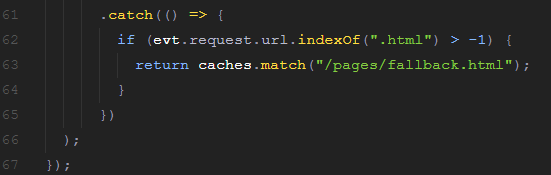 61 .catch(() => {
62 if (evt.request.url.indexOf(".html") > -1) {
63 return caches.match("/pages/fallback.html");
64 }
65 })
66 );
67 });